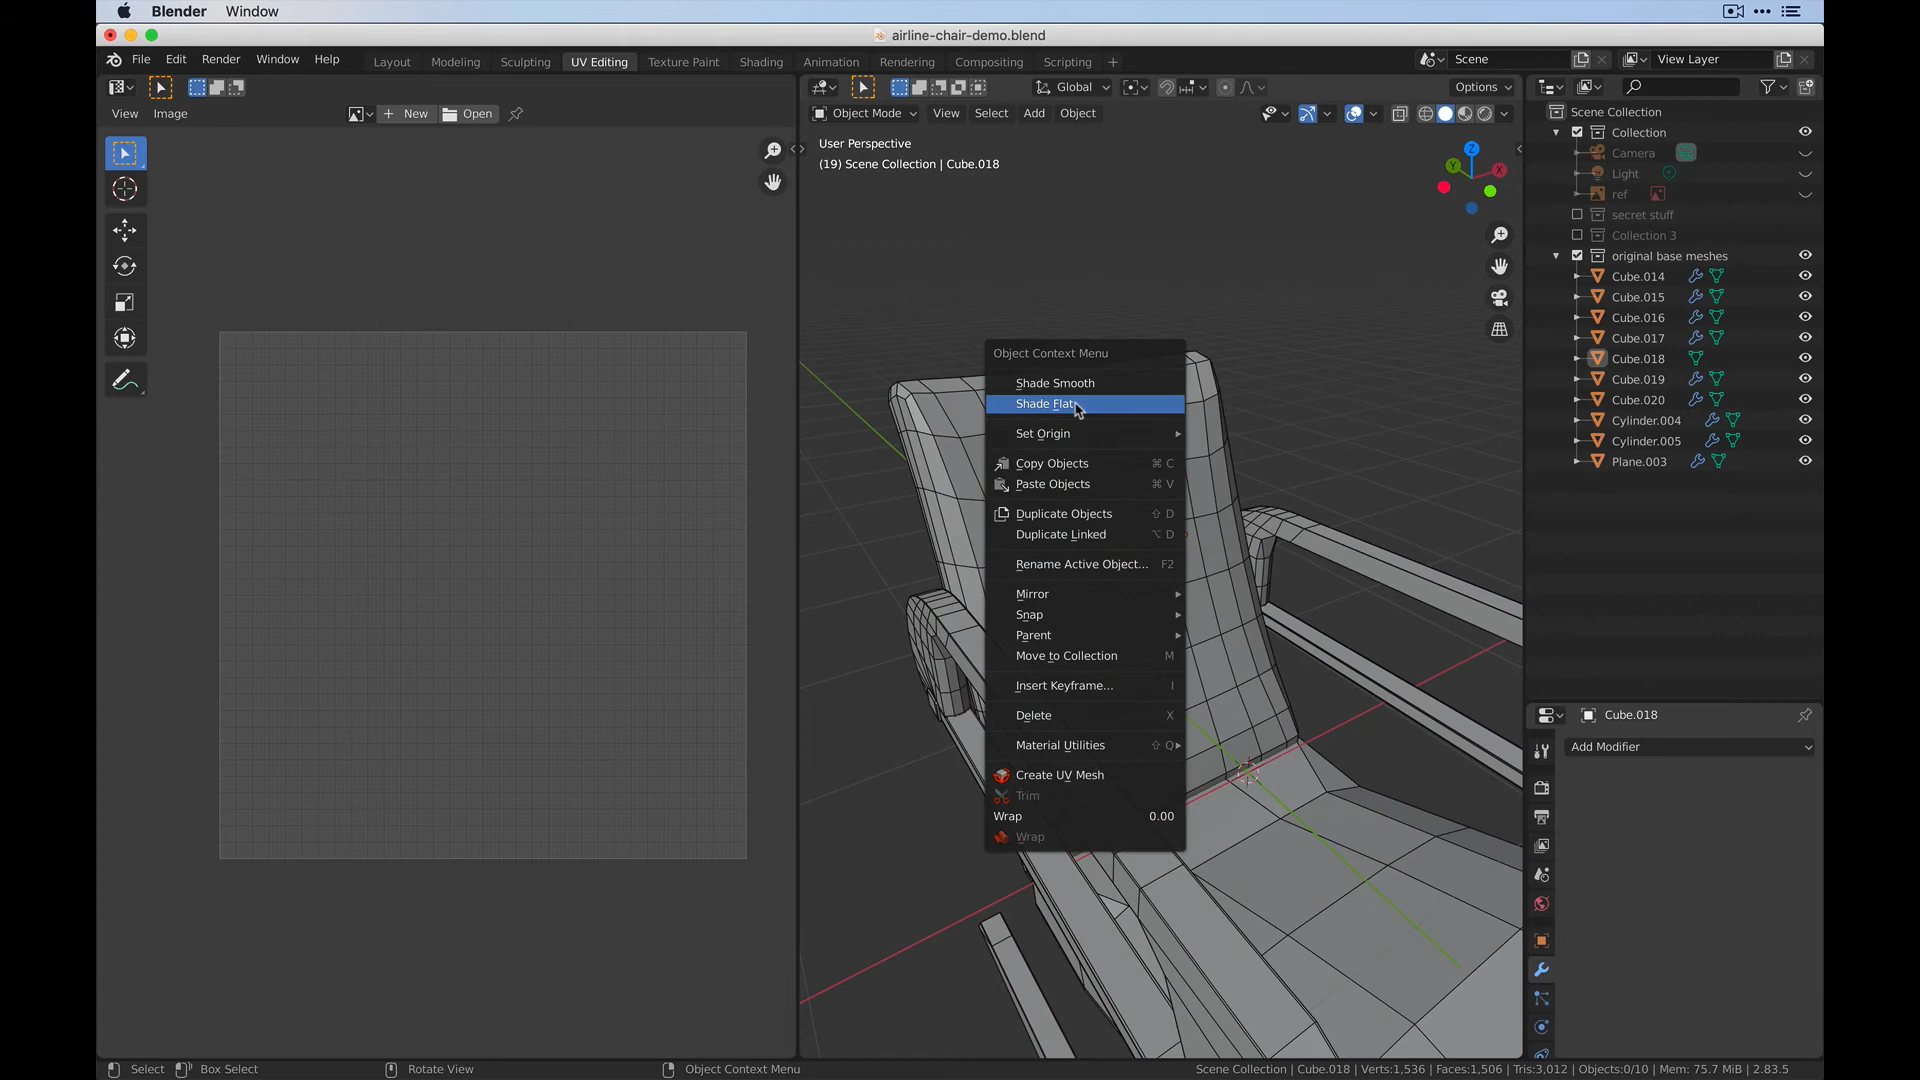 Blender Window
airline-chair-demo.blend
File Edit Render Window Help
Layout Modeling Sculpting UV Editing Texture Paint Shading Animation Rendering Compositing Scripting
Scene
View Layer
Global
Options
View Image
New
Open
Object Mode View Select Add Object
User Perspective
(19) Scene Collection | Cube.018
Z
Y
X
Scene Collection
Collection
Camera
Light
ref
secret stuff
Collection 3
original base meshes
Cube.014
Cube.015
Cube.016
Cube.017
Cube.018
Cube.019
Cube.020
Cylinder.004
Cylinder.005
Plane.003
Object Context Menu
Shade Smooth
Shade Flat
Set Origin
Copy Objects ⌘ C
Paste Objects ⌘ V
Duplicate Objects ⇧ D
Duplicate Linked ⌥ D
Rename Active Object... F2
Mirror
Snap
Parent
Move to Collection M
Insert Keyframe... I
Delete X
Material Utilities ⇧ Q
Create UV Mesh
Trim
Wrap 0.00
Wrap
Cube.018
Add Modifier
Select Box Select Rotate View Object Context Menu
Scene Collection | Cube.018 | Verts:1,536 | Faces:1,506 | Tris:3,012 | Objects:0/10 | Mem: 75.7 MiB | 2.83.5